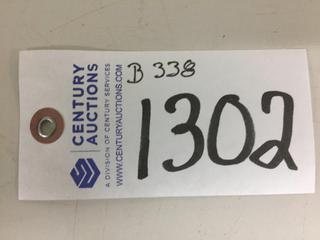 CENTURY
AUCTIONS
A DIVISION OF CENTURY SERVICES
WWW.CENTURYAUCTIONS.COM
B 338
1302